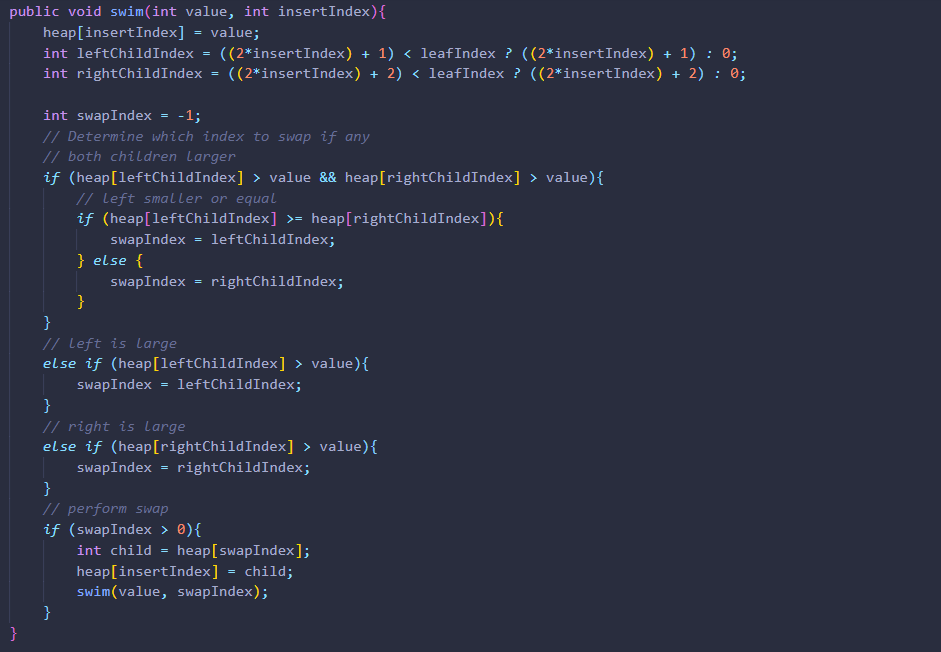 public void swim(int value, int insertIndex){
    heap[insertIndex] = value;
    int leftChildIndex = ((2*insertIndex) + 1) < leafIndex ? ((2*insertIndex) + 1) : 0;
    int rightChildIndex = ((2*insertIndex) + 2) < leafIndex ? ((2*insertIndex) + 2) : 0;

    int swapIndex = -1;
    // Determine which index to swap if any
    // both children larger
    if (heap[leftChildIndex] > value && heap[rightChildIndex] > value){
        // left smaller or equal
        if (heap[leftChildIndex] >= heap[rightChildIndex]){
            swapIndex = leftChildIndex;
        } else {
            swapIndex = rightChildIndex;
        }
    }
    // left is large
    else if (heap[leftChildIndex] > value){
        swapIndex = leftChildIndex;
    }
    // right is large
    else if (heap[rightChildIndex] > value){
        swapIndex = rightChildIndex;
    }
    // perform swap
    if (swapIndex > 0){
        int child = heap[swapIndex];
        heap[insertIndex] = child;
        swim(value, swapIndex);
    }
}